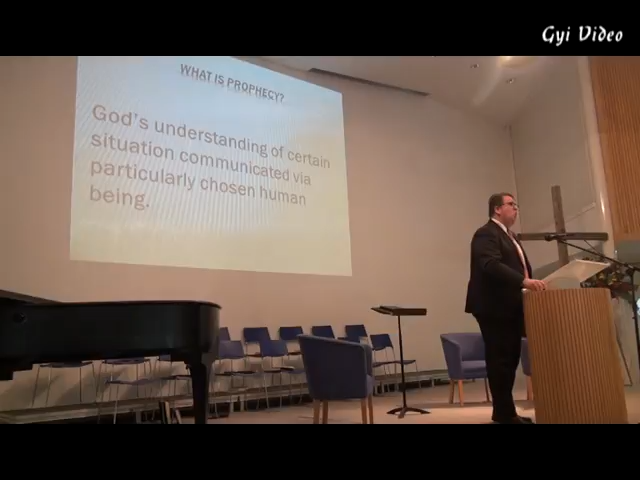 Gyi Video
WHAT IS PROPHECY?
God's understanding of certain
situation communicated via
particularly chosen human
being.